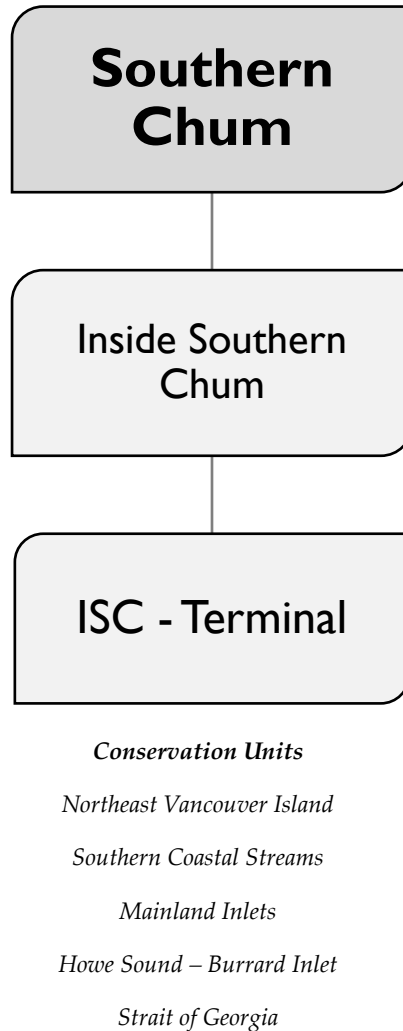 Southern
Chum
Inside Southern
Chum
ISC - Terminal
Conservation Units
Northeast Vancouver Island
Southern Coastal Streams
Mainland Inlets
Howe Sound – Burrard Inlet
Strait of Georgia